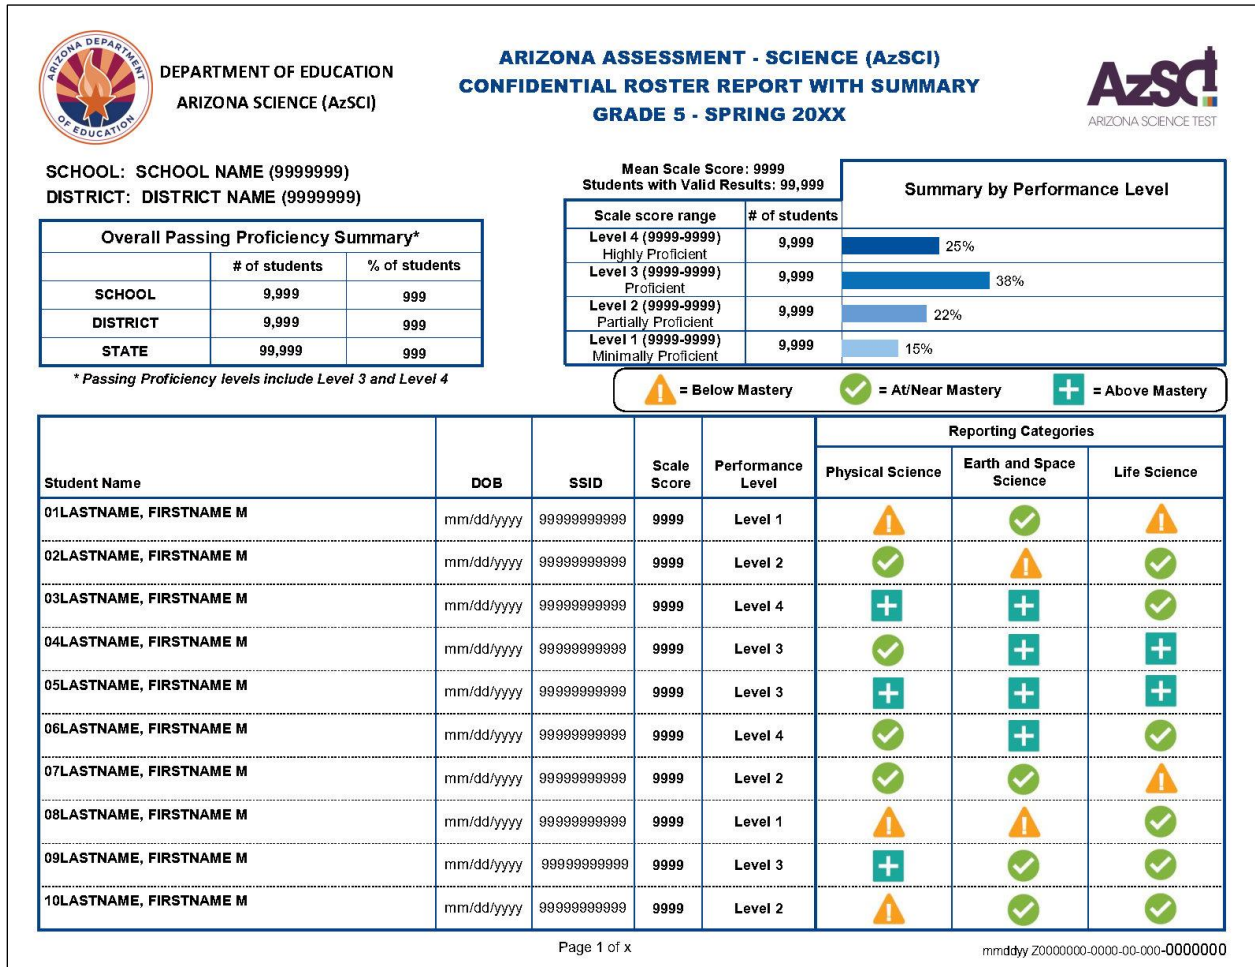 ARIZONA DEPARTMENT OF EDUCATION
DEPARTMENT OF EDUCATION
ARIZONA SCIENCE (AzSCI)
ARIZONA ASSESSMENT - SCIENCE (AzSCI)
CONFIDENTIAL ROSTER REPORT WITH SUMMARY
GRADE 5 - SPRING 20XX
AzSCI
ARIZONA SCIENCE TEST
SCHOOL: SCHOOL NAME (9999999)
DISTRICT: DISTRICT NAME (9999999)
Overall Passing Proficiency Summary*
# of students % of students
SCHOOL 9,999 999
DISTRICT 9,999 999
STATE 99,999 999
* Passing Proficiency levels include Level 3 and Level 4
Mean Scale Score: 9999
Students with Valid Results: 99,999
Summary by Performance Level
Scale score range # of students
Level 4 (9999-9999) 9,999 25%
Highly Proficient
Level 3 (9999-9999) 9,999 38%
Proficient
Level 2 (9999-9999) 9,999 22%
Partially Proficient
Level 1 (9999-9999) 9,999 15%
Minimally Proficient
= Below Mastery = At/Near Mastery = Above Mastery
Reporting Categories
Student Name DOB SSID Scale Score Performance Level Physical Science Earth and Space Science Life Science
01LASTNAME, FIRSTNAME M mm/dd/yyyy 99999999999 9999 Level 1
02LASTNAME, FIRSTNAME M mm/dd/yyyy 99999999999 9999 Level 2
03LASTNAME, FIRSTNAME M mm/dd/yyyy 99999999999 9999 Level 4
04LASTNAME, FIRSTNAME M mm/dd/yyyy 99999999999 9999 Level 3
05LASTNAME, FIRSTNAME M mm/dd/yyyy 99999999999 9999 Level 3
06LASTNAME, FIRSTNAME M mm/dd/yyyy 99999999999 9999 Level 4
07LASTNAME, FIRSTNAME M mm/dd/yyyy 99999999999 9999 Level 2
08LASTNAME, FIRSTNAME M mm/dd/yyyy 99999999999 9999 Level 1
09LASTNAME, FIRSTNAME M mm/dd/yyyy 99999999999 9999 Level 3
10LASTNAME, FIRSTNAME M mm/dd/yyyy 99999999999 9999 Level 2
Page 1 of x
mmddyy Z0000000-0000-00-000-0000000